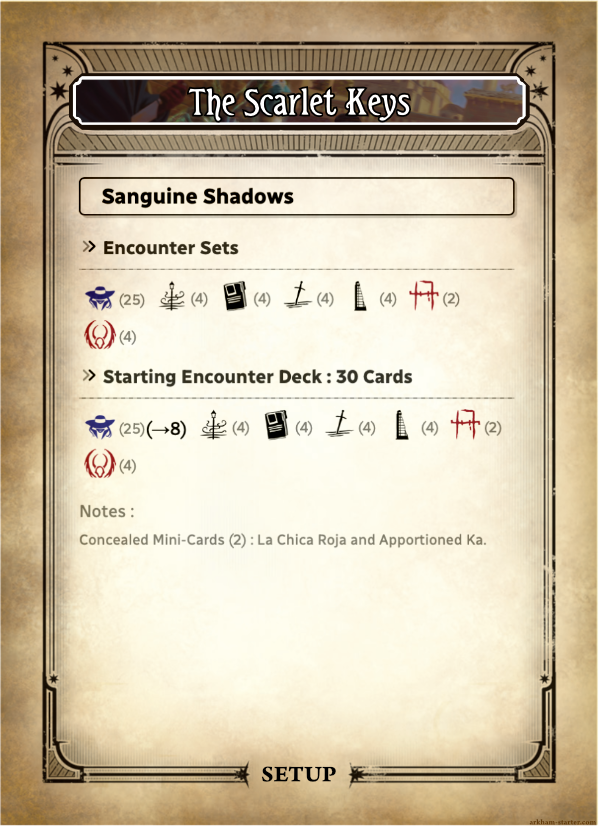 The Scarlet Keys
Sanguine Shadows
» Encounter Sets
(25) (4) (4) (4) (4) (2)
(4)
» Starting Encounter Deck : 30 Cards
(25)(→8) (4) (4) (4) (4) (2)
(4)
Notes :
Concealed Mini-Cards (2) : La Chica Roja and Apportioned Ka.
SETUP
arkham-starter.com